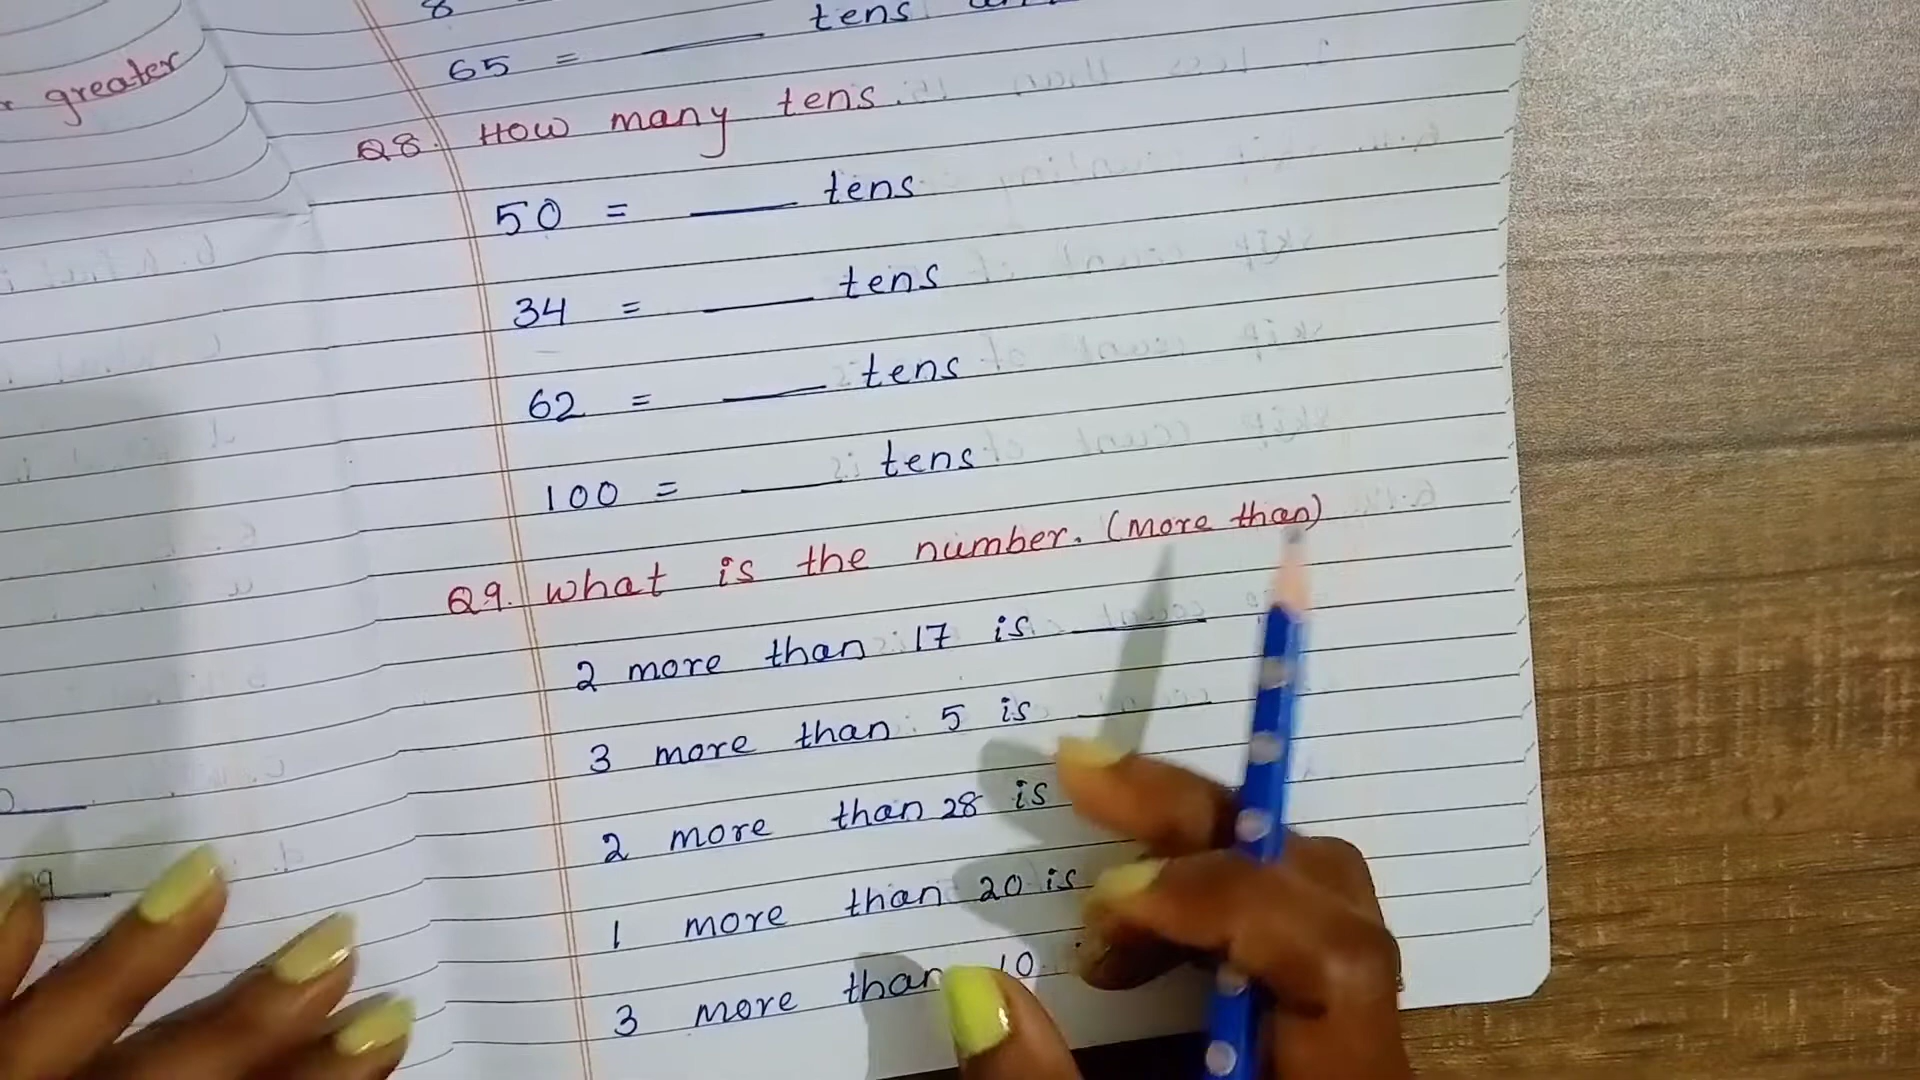 greater
8 tens
65 = ____ tens
Q8. How many tens.
50 = ____ tens
34 = ____ tens
62 = ____ tens
100 = ____ tens
Q9. What is the number. (More than)
2 more than 17 is ____
3 more than 5 is ____
2 more than 28 is
1 more than 20 is
3 more than 10